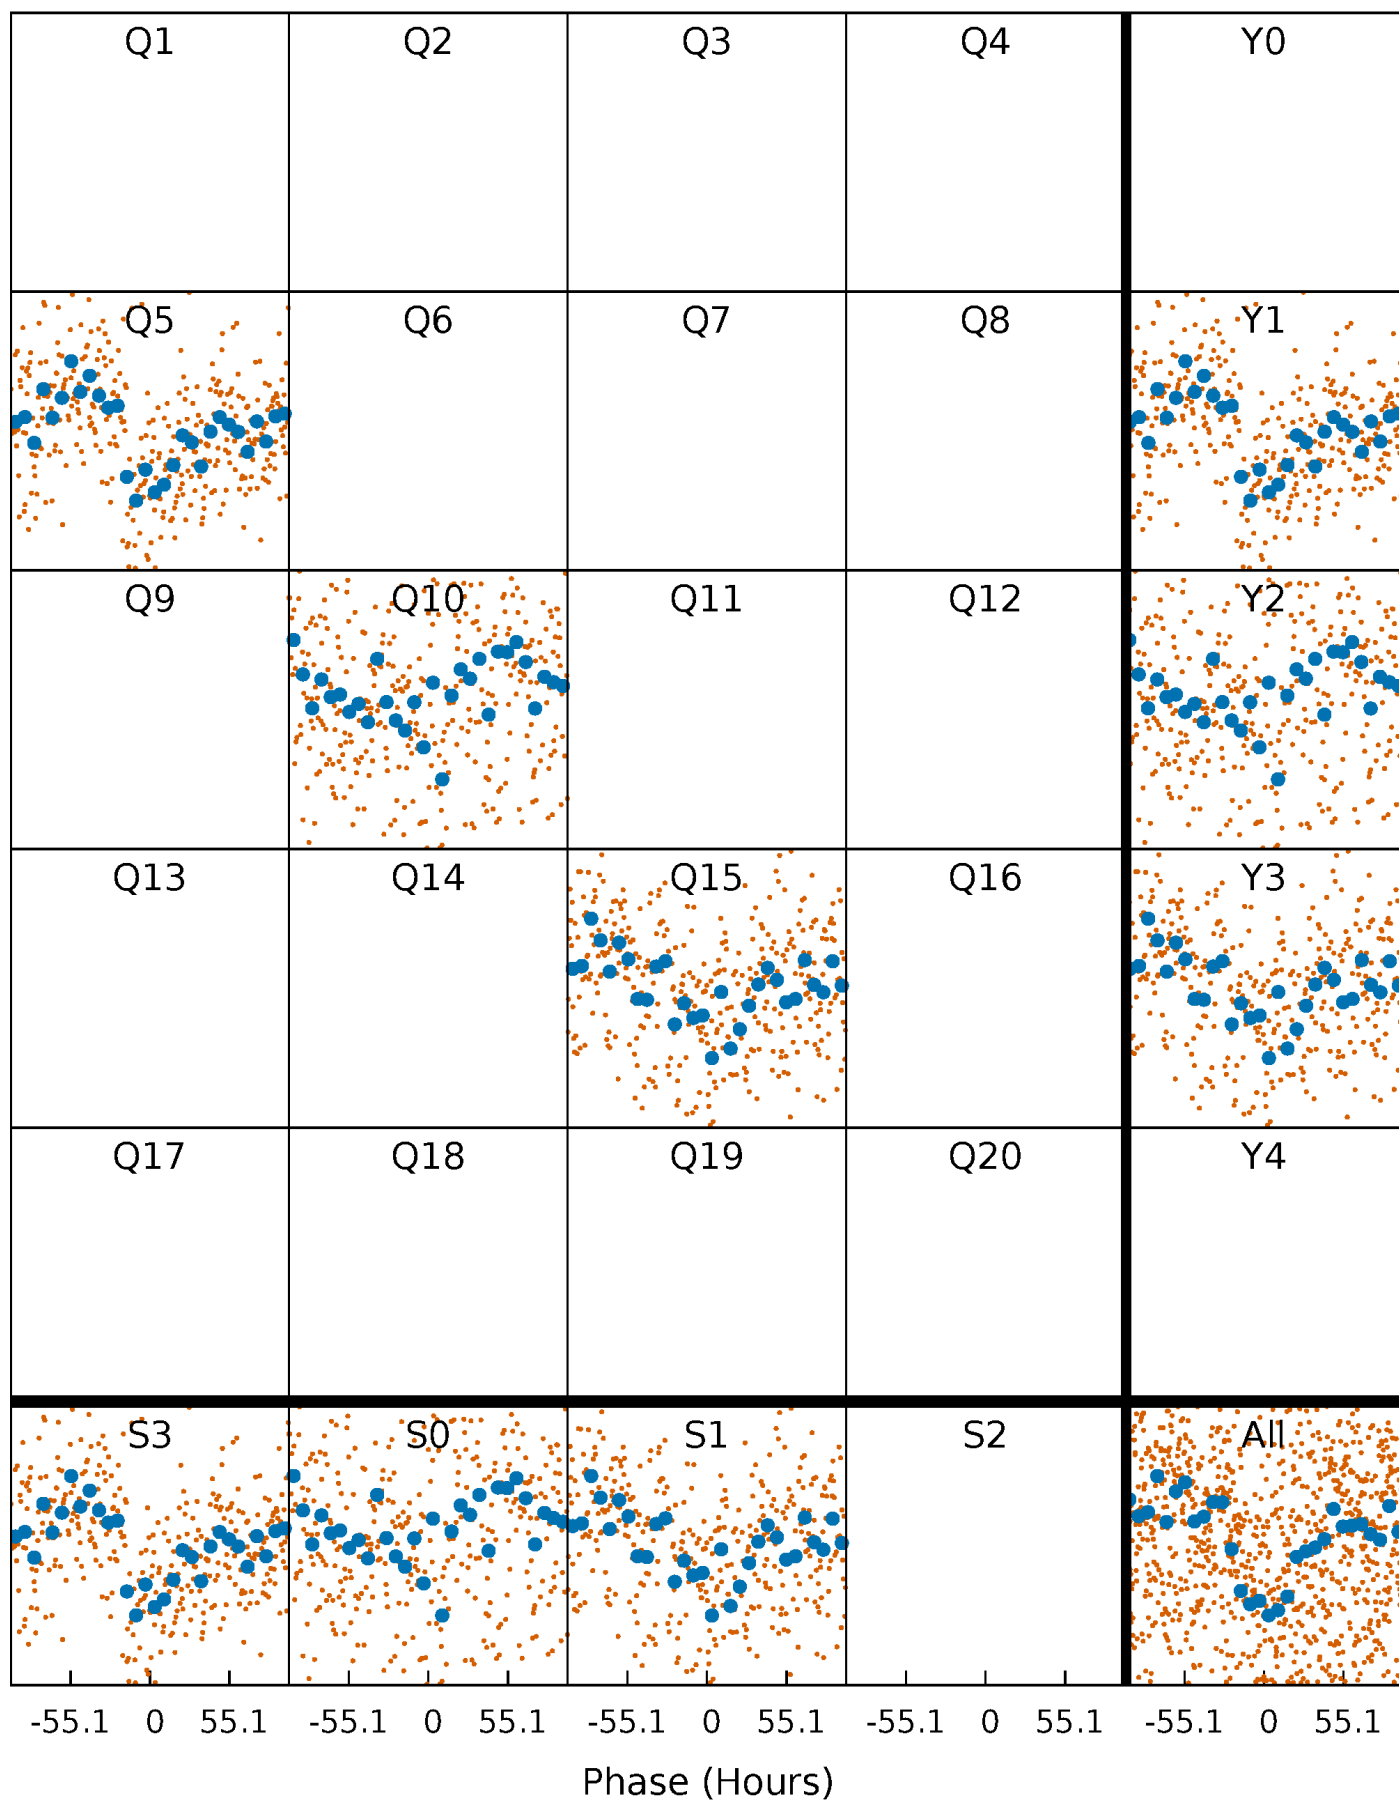 Q1 Q2 Q3 Q4 Y0
Q5 Q6 Q7 Q8 Y1
Q9 Q10 Q11 Q12 Y2
Q13 Q14 Q15 Q16 Y3
Q17 Q18 Q19 Q20 Y4
S3 S0 S1 S2 All
-55.1 0 55.1 -55.1 0 55.1 -55.1 0 55.1 -55.1 0 55.1 -55.1 0 55.1
Phase (Hours)